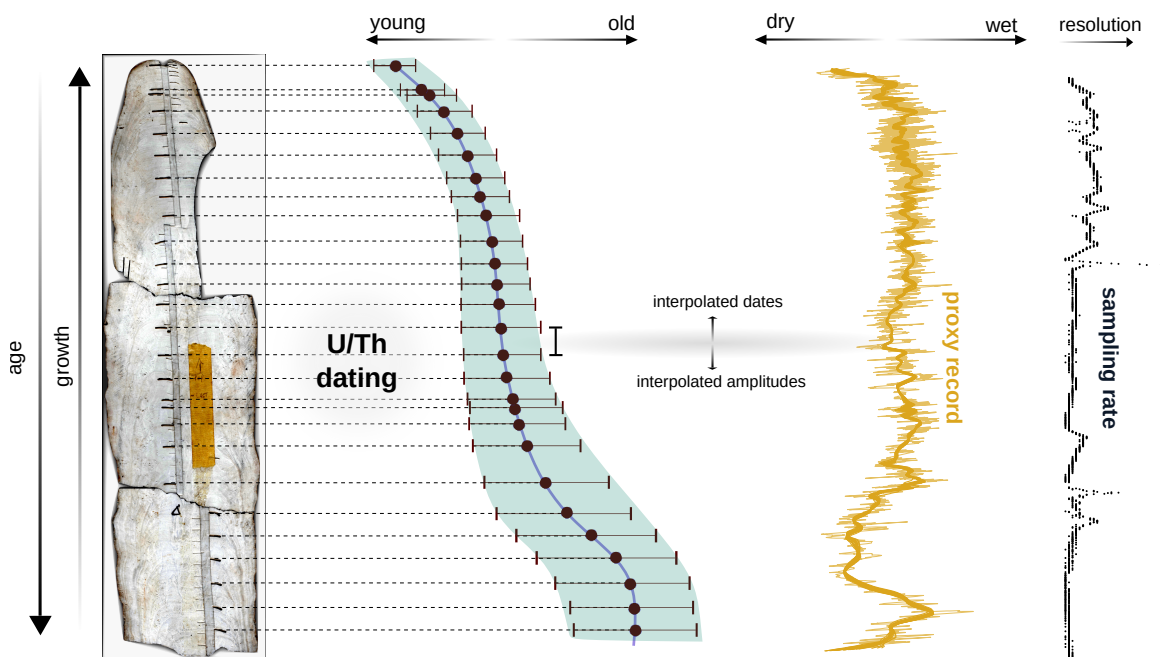 young
old
dry
wet
resolution
age
growth
U/Th
dating
interpolated dates
interpolated amplitudes
proxy record
sampling rate